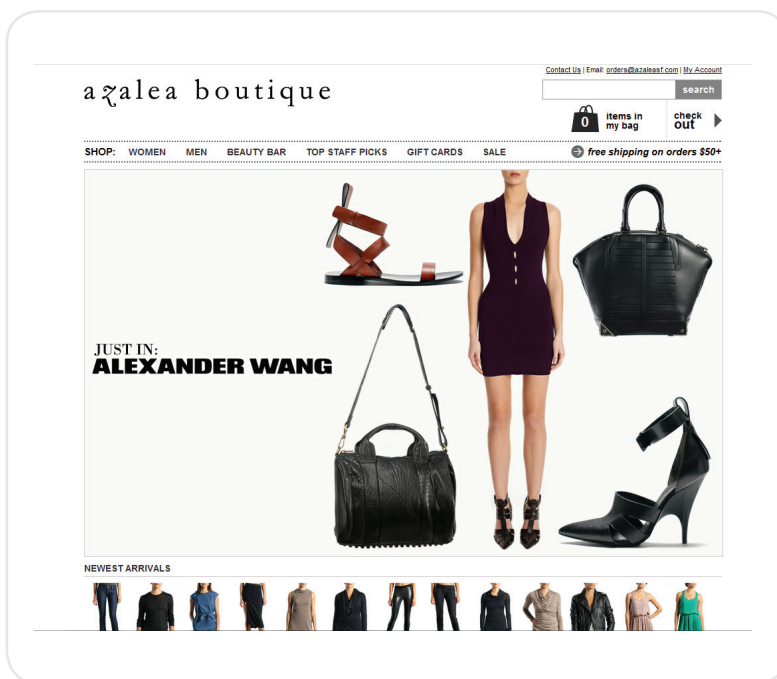 Contact Us | Email: orders@azaleasf.com | My Account
azalea boutique
search
0 items in my bag
check out
SHOP: WOMEN MEN BEAUTY BAR TOP STAFF PICKS GIFT CARDS SALE free shipping on orders $50+
JUST IN:
ALEXANDER WANG
NEWEST ARRIVALS